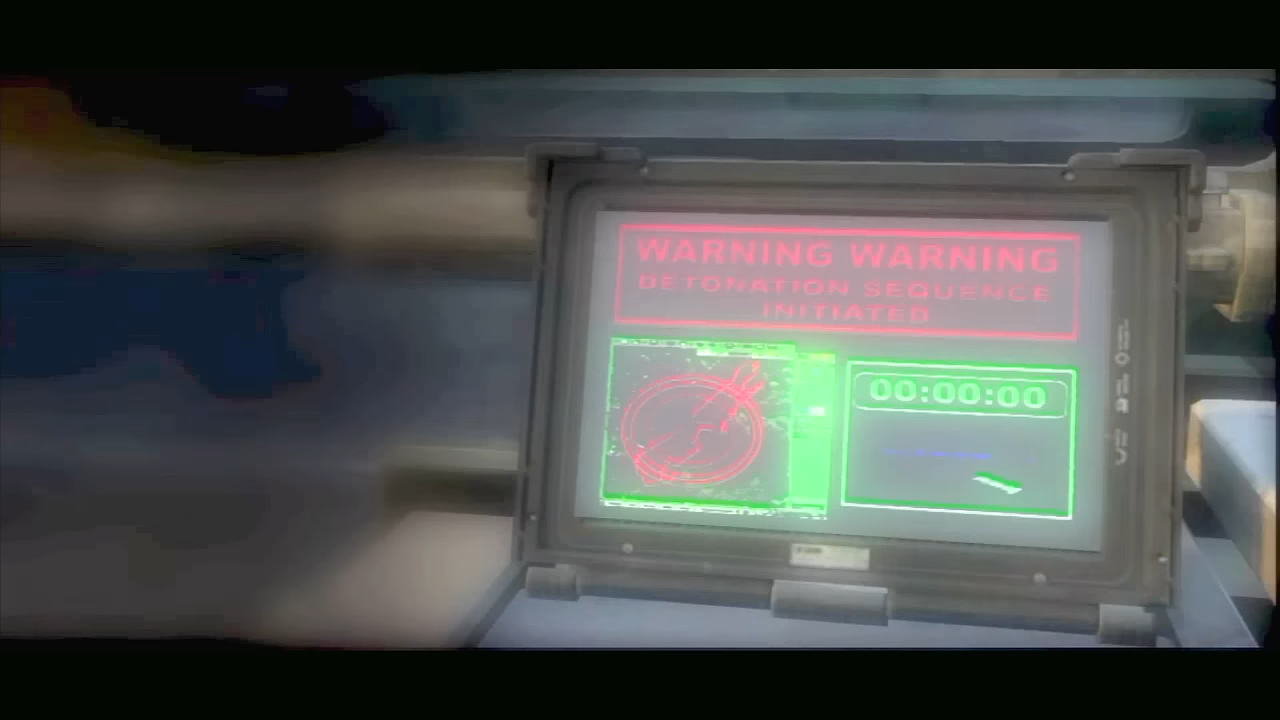 WARNING WARNING
DETONATION SEQUENCE
INITIATED
00:00:00